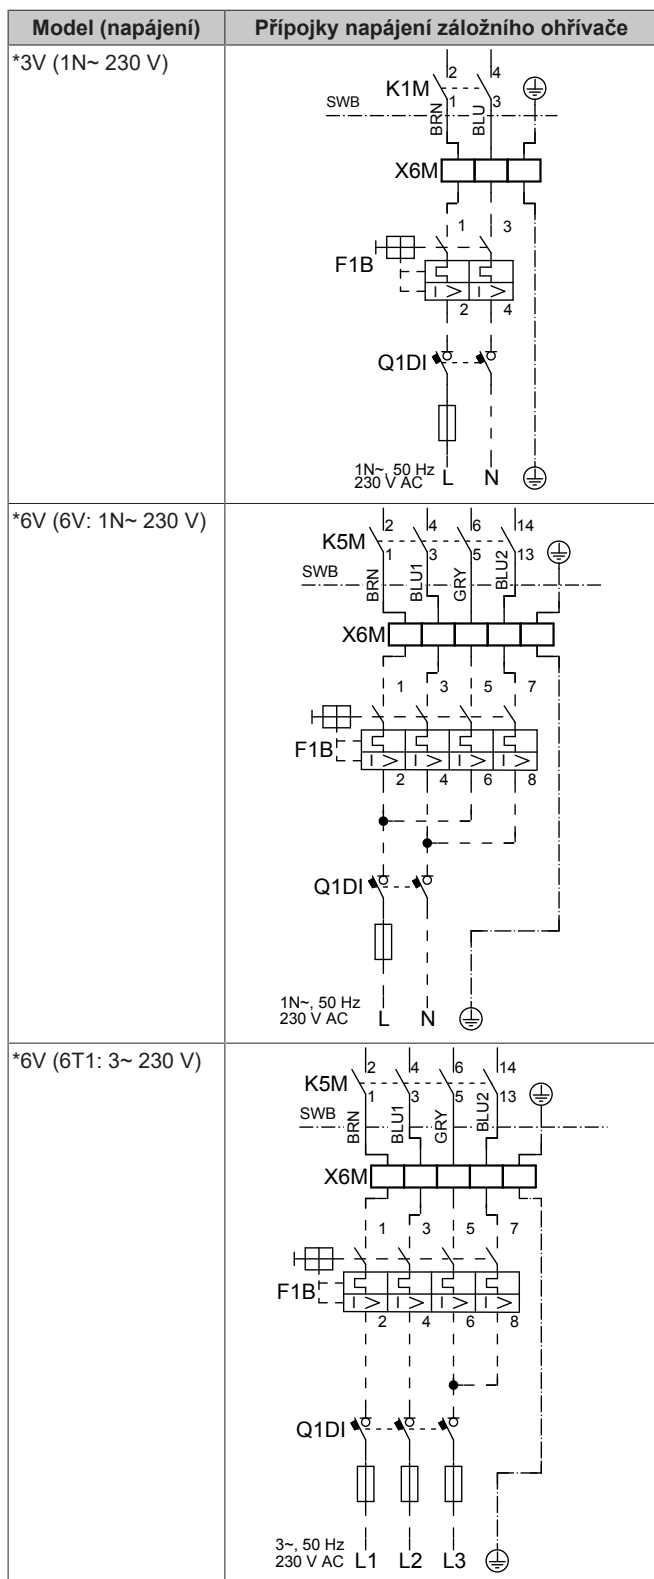 Model (napájení) Přípojky napájení záložního ohřívače
*3V (1N~ 230 V)
2 4
K1M
1 3
SWB
BRN BLU
X6M
1 3
F1B
2 4
Q1DI
1N~, 50 Hz
230 V AC L N
*6V (6V: 1N~ 230 V)
2 4 6 14
K5M
1 3 5 13
SWB
BRN BLU1 GRY BLU2
X6M
1 3 5 7
F1B
2 4 6 8
Q1DI
1N~, 50 Hz
230 V AC L N
*6V (6T1: 3~ 230 V)
2 4 6 14
K5M
1 3 5 13
SWB
BRN BLU1 GRY BLU2
X6M
1 3 5 7
F1B
2 4 6 8
Q1DI
3~, 50 Hz
230 V AC L1 L2 L3